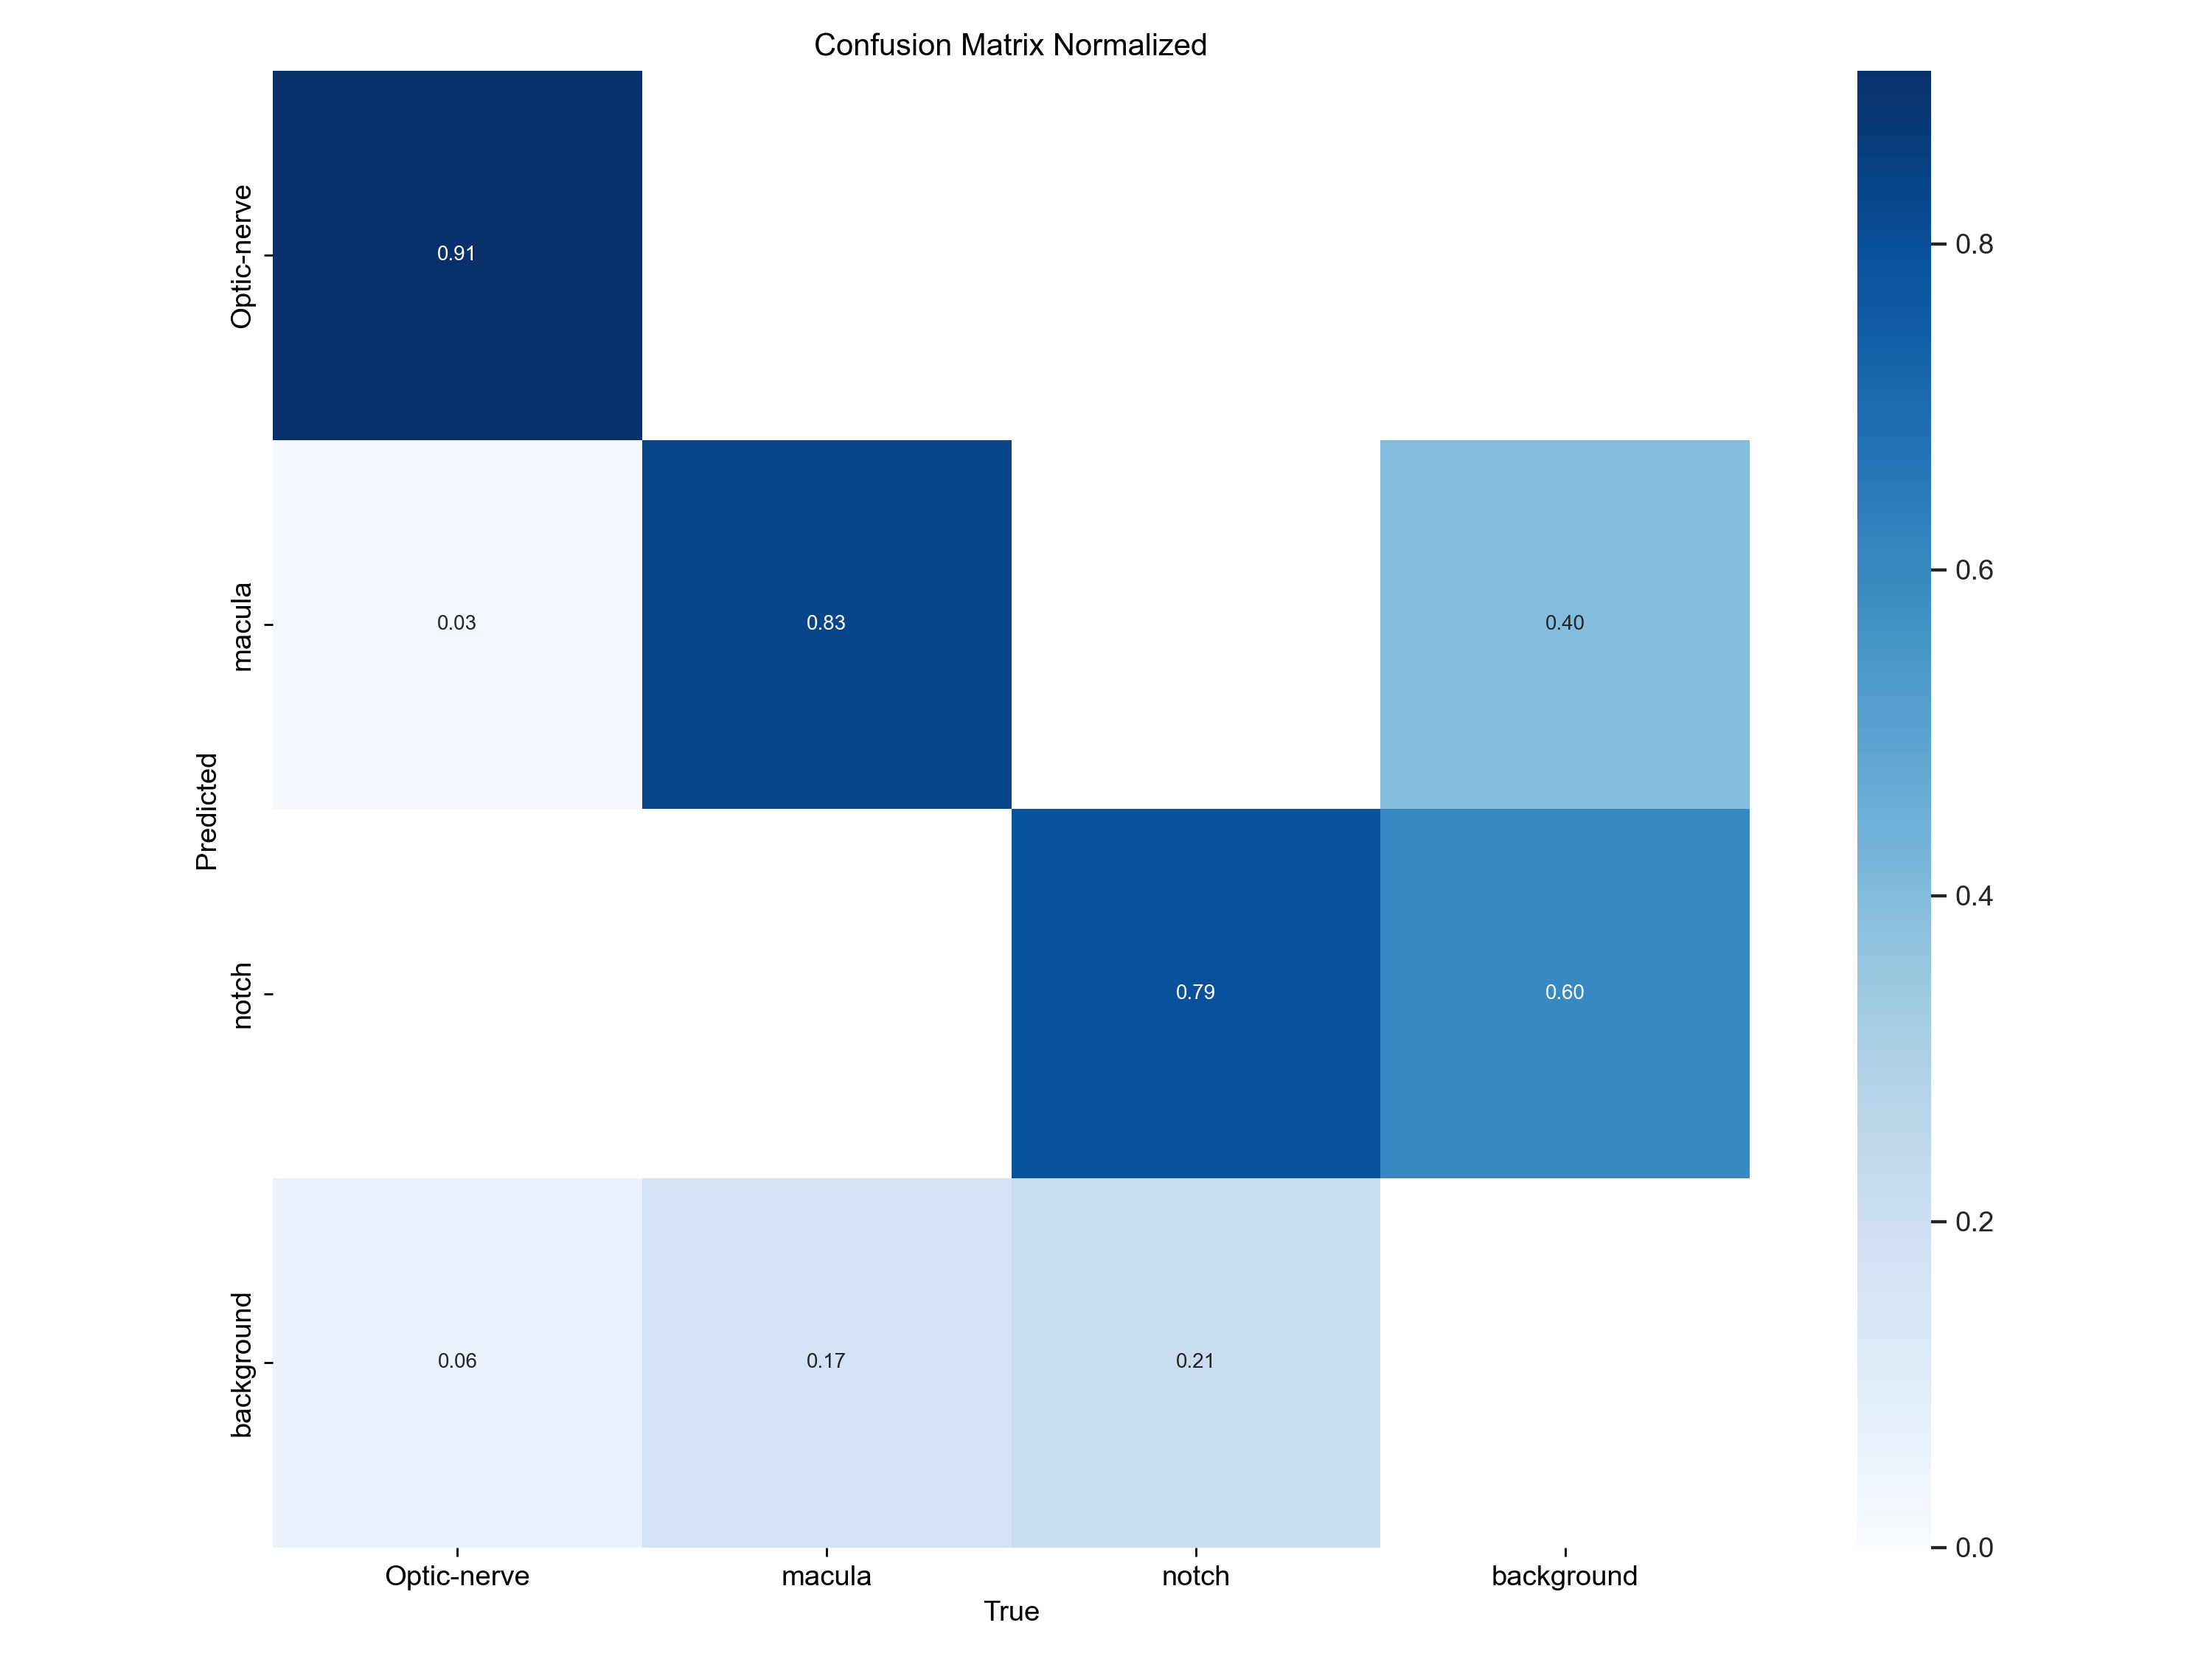 Confusion Matrix Normalized
Optic-nerve
0.91
0.8
macula
0.03
0.83
0.40
0.6
Predicted
0.4
notch
0.79
0.60
0.2
background
0.06
0.17
0.21
0.0
Optic-nerve
macula
notch
background
True